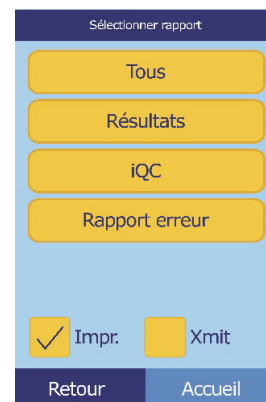 Sélectionner rapport
Tous
Résultats
iQC
Rapport erreur
Impr. Xmit
Retour Accueil